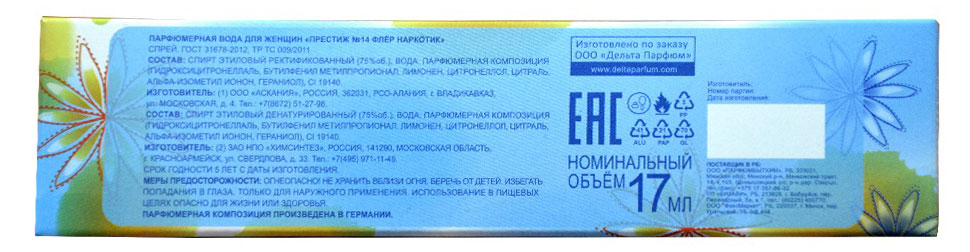 ПАРФЮМЕРНАЯ ВОДА ДЛЯ ЖЕНЩИН «ПРЕСТИЖ №14 ФЛЁР НАРКОТИК»
СПРЕЙ. ГОСТ 31678-2012, ТР ТС 009/2011
СОСТАВ: СПИРТ ЭТИЛОВЫЙ РЕКТИФИКОВАННЫЙ (75%об.), ВОДА, ПАРФЮМЕРНАЯ КОМПОЗИЦИЯ
(ГИДРОКСИЦИТРОНЕЛЛАЛЬ, БУТИЛФЕНИЛ МЕТИЛПРОПИОНАЛ, ЛИМОНЕН, ЦИТРОНЕЛЛОЛ, ЦИТРАЛЬ,
АЛЬФА-ИЗОМЕТИЛ ИОНОН, ГЕРАНИОЛ), CI 19140.
ИЗГОТОВИТЕЛЬ: (1) ООО «АСКАНИЯ», РОССИЯ, 362031, РСО-АЛАНИЯ, г. ВЛАДИКАВКАЗ,
ул. МОСКОВСКАЯ, д. 4. Тел.: +7(8672) 51-27-98.
СОСТАВ: СПИРТ ЭТИЛОВЫЙ ДЕНАТУРИРОВАННЫЙ (75%об.), ВОДА, ПАРФЮМЕРНАЯ КОМПОЗИЦИЯ
(ГИДРОКСИЦИТРОНЕЛЛАЛЬ, БУТИЛФЕНИЛ МЕТИЛПРОПИОНАЛ, ЛИМОНЕН, ЦИТРОНЕЛЛОЛ, ЦИТРАЛЬ,
АЛЬФА-ИЗОМЕТИЛ ИОНОН, ГЕРАНИОЛ), CI 19140.
ИЗГОТОВИТЕЛЬ: (2) ЗАО НПО «ХИМСИНТЕЗ», РОССИЯ, 141290, МОСКОВСКАЯ ОБЛАСТЬ,
г. КРАСНОАРМЕЙСК, ул. СВЕРДЛОВА, д. 33. Тел.: +7(495) 971-11-49.
СРОК ГОДНОСТИ 5 ЛЕТ С ДАТЫ ИЗГОТОВЛЕНИЯ.
МЕРЫ ПРЕДОСТОРОЖНОСТИ: ОГНЕОПАСНО! НЕ ХРАНИТЬ ВБЛИЗИ ОГНЯ. БЕРЕЧЬ ОТ ДЕТЕЙ. ИЗБЕГАТЬ
ПОПАДАНИЯ В ГЛАЗА. ТОЛЬКО ДЛЯ НАРУЖНОГО ПРИМЕНЕНИЯ. ИСПОЛЬЗОВАНИЕ В ПИЩЕВЫХ
ЦЕЛЯХ ОПАСНО ДЛЯ ЖИЗНИ ИЛИ ЗДОРОВЬЯ.
ПАРФЮМЕРНАЯ КОМПОЗИЦИЯ ПРОИЗВЕДЕНА В ГЕРМАНИИ.
Изготовлено по заказу
ООО «Дельта Парфюм»
www.deltaparfum.com
EAC
5
PP
41
ALU
21
PAP
70
GL
НОМИНАЛЬНЫЙ
ОБЪЁМ 17 МЛ
Изготовитель:
Номер партии:
Дата изготовления:
ПОСТАВЩИК В РБ: